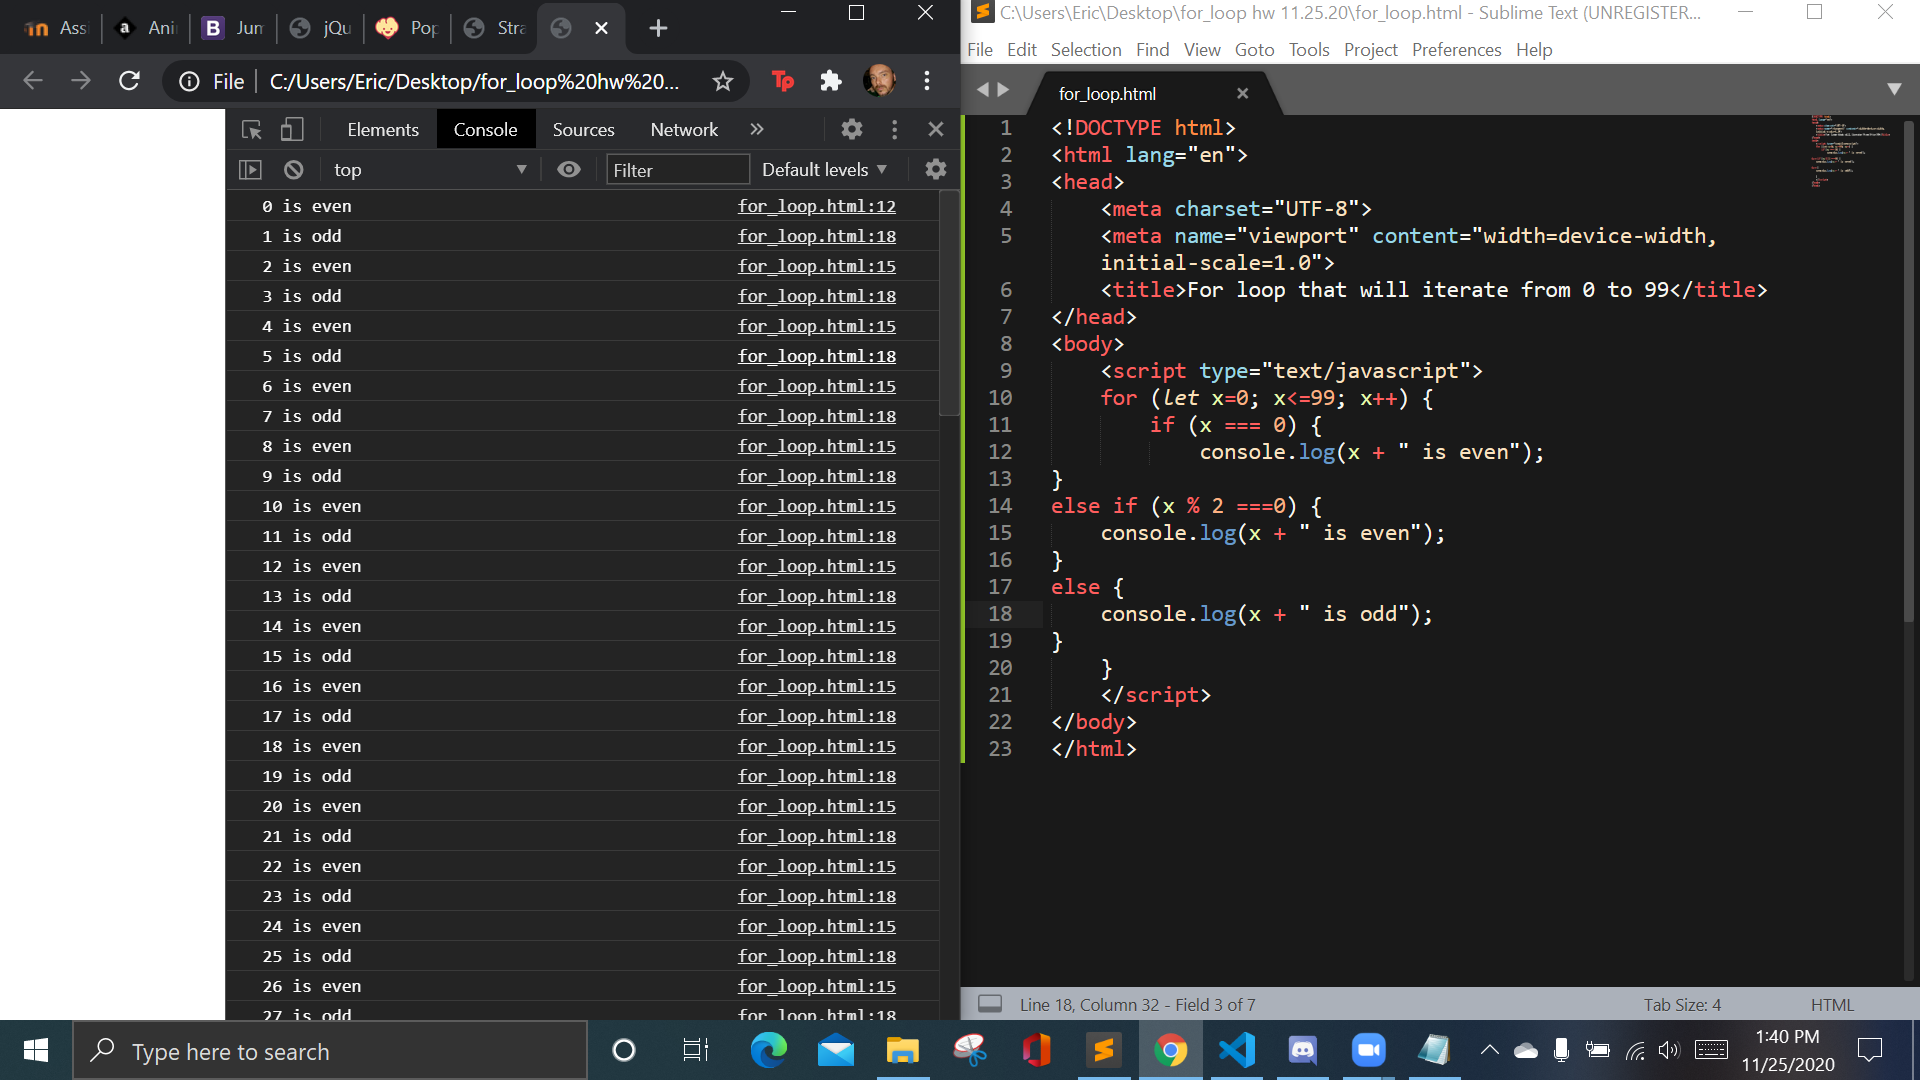 Ass
Ani
B Jun
jQu
Pop
Stra
File C:/Users/Eric/Desktop/for_loop%20hw%20...
Tp
Elements Console Sources Network »
top Filter Default levels
0 is even for_loop.html:12
1 is odd for_loop.html:18
2 is even for_loop.html:15
3 is odd for_loop.html:18
4 is even for_loop.html:15
5 is odd for_loop.html:18
6 is even for_loop.html:15
7 is odd for_loop.html:18
8 is even for_loop.html:15
9 is odd for_loop.html:18
10 is even for_loop.html:15
11 is odd for_loop.html:18
12 is even for_loop.html:15
13 is odd for_loop.html:18
14 is even for_loop.html:15
15 is odd for_loop.html:18
16 is even for_loop.html:15
17 is odd for_loop.html:18
18 is even for_loop.html:15
19 is odd for_loop.html:18
20 is even for_loop.html:15
21 is odd for_loop.html:18
22 is even for_loop.html:15
23 is odd for_loop.html:18
24 is even for_loop.html:15
25 is odd for_loop.html:18
26 is even for_loop.html:15
27 is odd for_loop.html:18
C:\Users\Eric\Desktop\for_loop hw 11.25.20\for_loop.html - Sublime Text (UNREGISTER...
File Edit Selection Find View Goto Tools Project Preferences Help
for_loop.html
1 <!DOCTYPE html>
2 <html lang="en">
3 <head>
4 <meta charset="UTF-8">
5 <meta name="viewport" content="width=device-width,
initial-scale=1.0">
6 <title>For loop that will iterate from 0 to 99</title>
7 </head>
8 <body>
9 <script type="text/javascript">
10 for (let x=0; x<=99; x++) {
11 if (x === 0) {
12 console.log(x + " is even");
13 }
14 else if (x % 2 ===0) {
15 console.log(x + " is even");
16 }
17 else {
18 console.log(x + " is odd");
19 }
20 }
21 </script>
22 </body>
23 </html>
Line 18, Column 32 - Field 3 of 7 Tab Size: 4 HTML
Type here to search
1:40 PM
11/25/2020